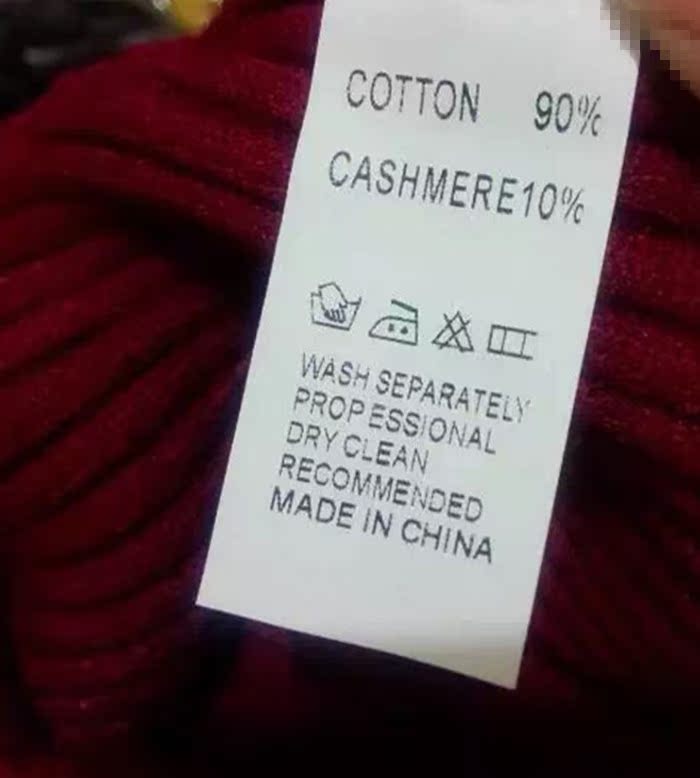 COTTON 90%
CASHMERE10%
WASH SEPARATELY
PROPESSIONAL
DRY CLEAN
RECOMMENDED
MADE IN CHINA